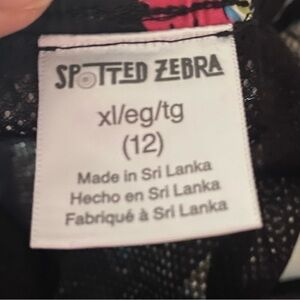 SPOTTED ZEBRA
xl/eg/tg
(12)
Made in Sri Lanka
Hecho en Sri Lanka
Fabriqué à Sri Lanka